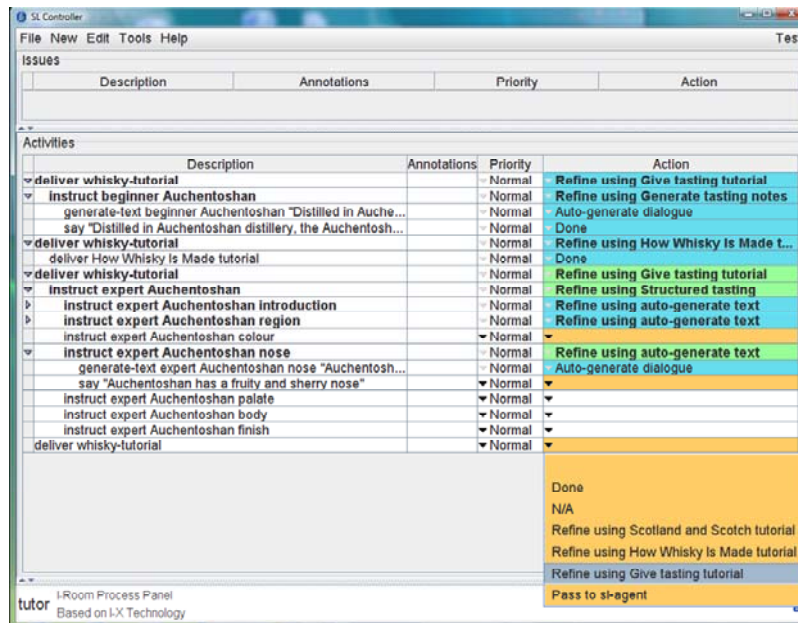 SL Controller
File New Edit Tools Help Tes
Issues
Description Annotations Priority Action
Activities
Description Annotations Priority Action
deliver whisky-tutorial Normal Refine using Give tasting tutorial
instruct beginner Auchentoshan Normal Refine using Generate tasting notes
generate-text beginner Auchentoshan "Distilled in Auche... Normal Auto-generate dialogue
say "Distilled in Auchentoshan distillery, the Auchentosh... Normal Done
deliver whisky-tutorial Normal Refine using How Whisky Is Made t...
deliver How Whisky Is Made tutorial Normal Done
deliver whisky-tutorial Normal Refine using Give tasting tutorial
instruct expert Auchentoshan Normal Refine using Structured tasting
instruct expert Auchentoshan introduction Normal Refine using auto-generate text
instruct expert Auchentoshan region Normal Refine using auto-generate text
instruct expert Auchentoshan colour Normal
instruct expert Auchentoshan nose Normal Refine using auto-generate text
generate-text expert Auchentoshan nose "Auchentosh... Normal Auto-generate dialogue
say "Auchentoshan has a fruity and sherry nose" Normal
instruct expert Auchentoshan palate Normal
instruct expert Auchentoshan body Normal
instruct expert Auchentoshan finish Normal
deliver whisky-tutorial Normal
Done
N/A
Refine using Scotland and Scotch tutorial
Refine using How Whisky Is Made tutorial
Refine using Give tasting tutorial
Pass to sl-agent
tutor I-Room Process Panel
Based on I-X Technology